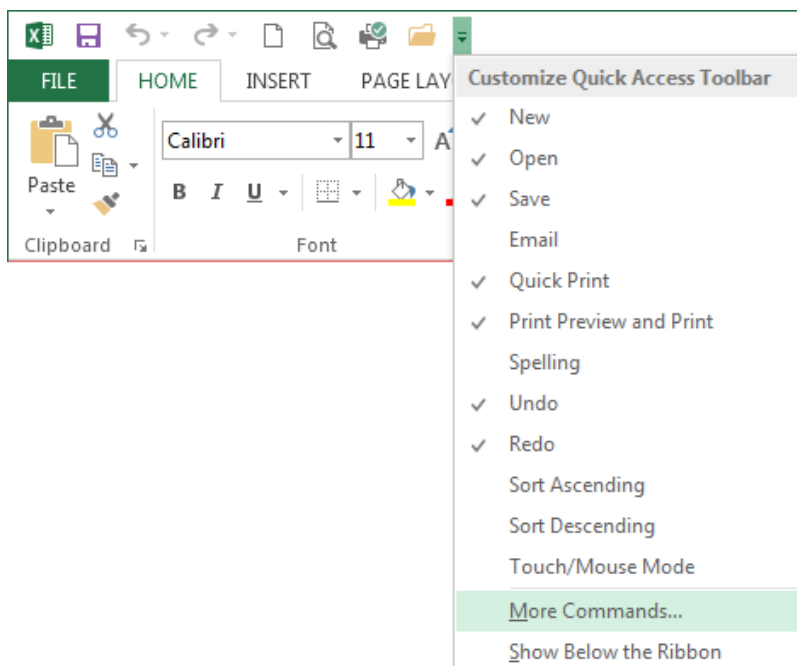 FILE HOME INSERT PAGE LAY
Calibri 11 A
Paste B I U
Clipboard Font
Customize Quick Access Toolbar
New
Open
Save
Email
Quick Print
Print Preview and Print
Spelling
Undo
Redo
Sort Ascending
Sort Descending
Touch/Mouse Mode
More Commands...
Show Below the Ribbon